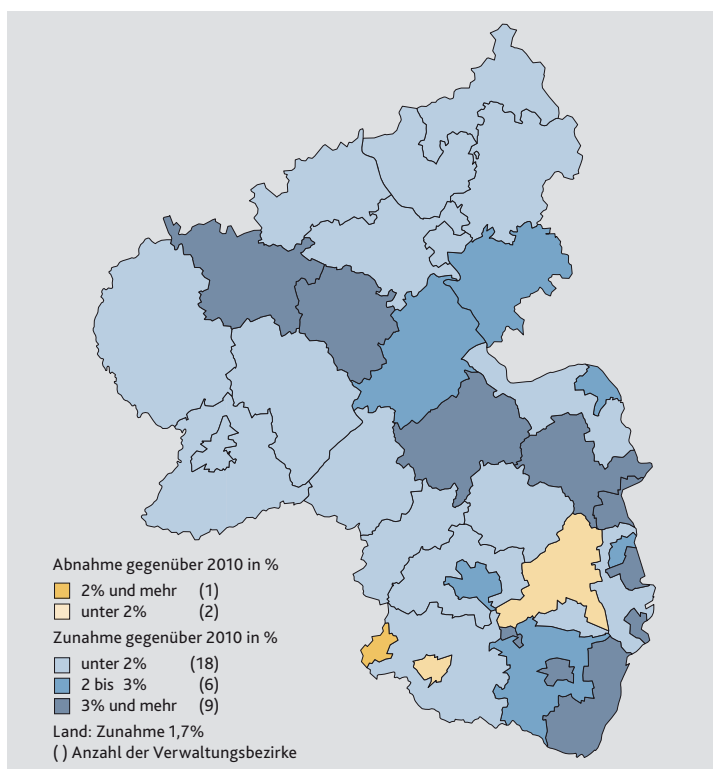 Abnahme gegenüber 2010 in %
2% und mehr (1)
unter 2% (2)
Zunahme gegenüber 2010 in %
unter 2% (18)
2 bis 3% (6)
3% und mehr (9)
Land: Zunahme 1,7%
( ) Anzahl der Verwaltungsbezirke